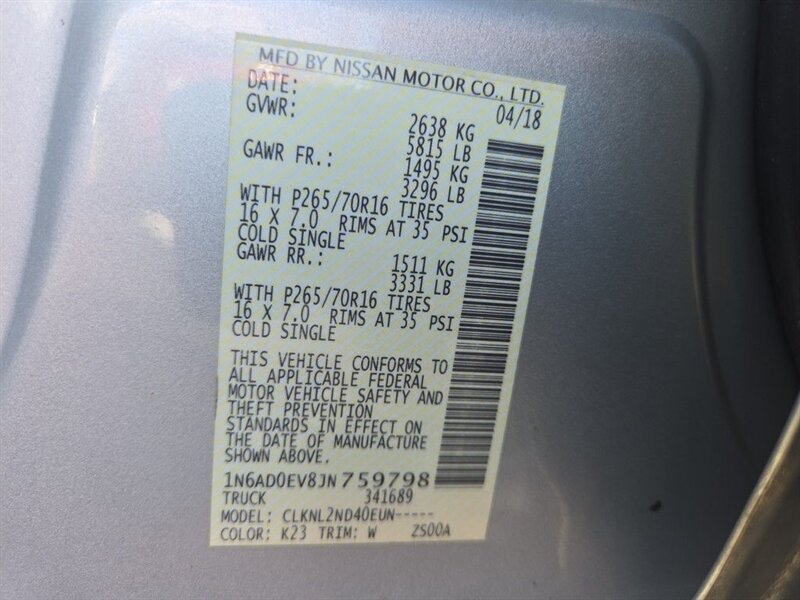 MFD BY NISSAN MOTOR CO., LTD.
DATE: 04/18
GVWR: 2638 KG
5815 LB
GAWR FR.: 1495 KG
3296 LB
WITH P265/70R16 TIRES
16 X 7.0 RIMS AT 35 PSI
COLD SINGLE
GAWR RR.: 1511 KG
3331 LB
WITH P265/70R16 TIRES
16 X 7.0 RIMS AT 35 PSI
COLD SINGLE
THIS VEHICLE CONFORMS TO
ALL APPLICABLE FEDERAL
MOTOR VEHICLE SAFETY AND
THEFT PREVENTION
STANDARDS IN EFFECT ON
THE DATE OF MANUFACTURE
SHOWN ABOVE.
1N6AD0EV8JN759798
TRUCK 341689
MODEL: CLKNL2ND40EUN-----
COLOR: K23 TRIM: W ZS00A